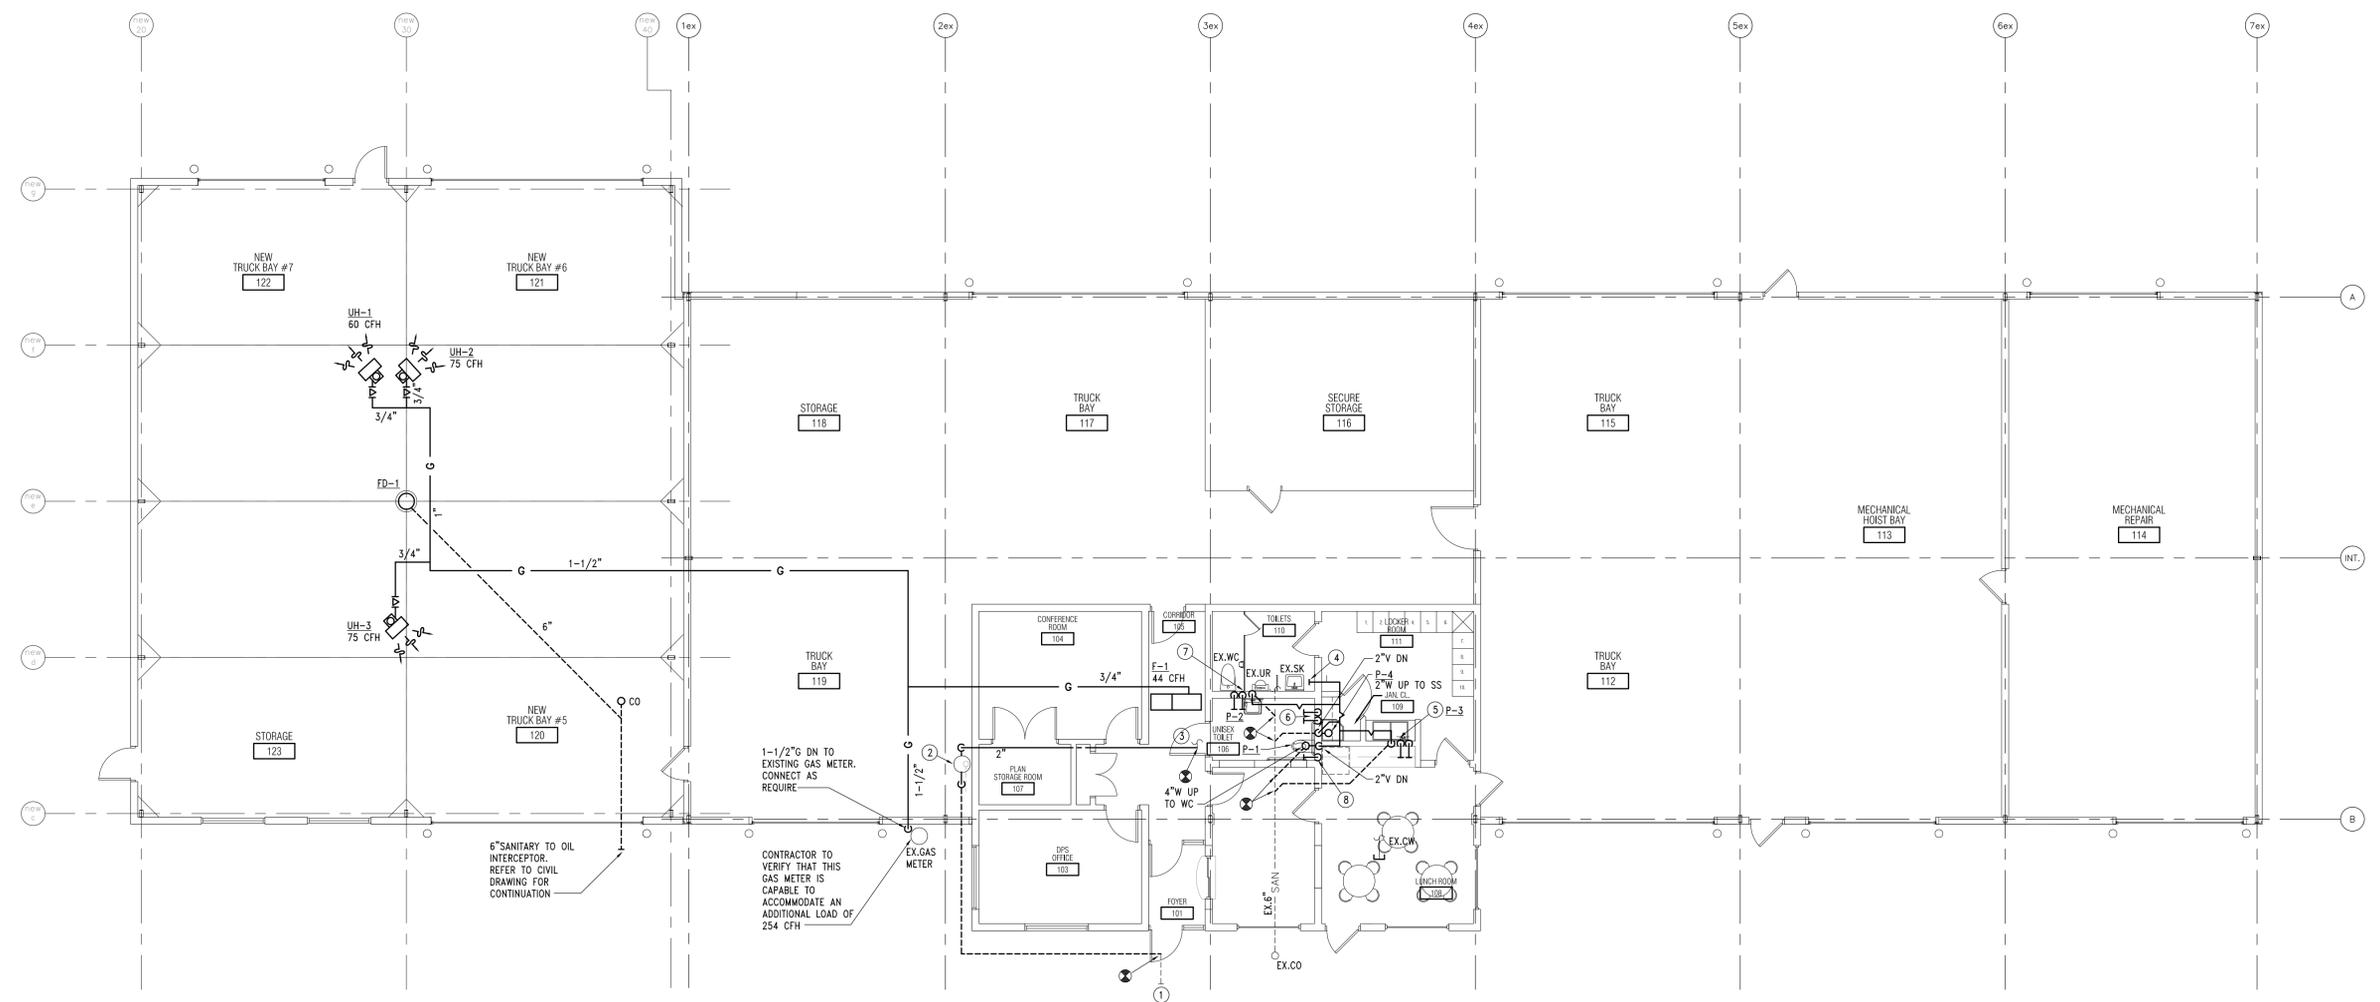 new
20
new
30
new
40
1ex
2ex
3ex
4ex
5ex
6ex
7ex
new
g
new
f
new
e
new
d
new
c
A
INT.
B
NEW
TRUCK BAY #7
122
NEW
TRUCK BAY #6
121
UH-1
60 CFH
UH-2
75 CFH
3/4"
3/4"
G
FD-1
1"
3/4"
G
1-1/2"
G
UH-3
75 CFH
6"
CO
STORAGE
123
NEW
TRUCK BAY #5
120
6"SANITARY TO OIL
INTERCEPTOR.
REFER TO CIVIL
DRAWING FOR
CONTINUATION
STORAGE
118
TRUCK
BAY
117
SECURE
STORAGE
116
TRUCK
BAY
115
MECHANICAL
HOIST BAY
113
MECHANICAL
REPAIR
114
TRUCK
BAY
119
TRUCK
BAY
112
1-1/2"G DN TO
EXISTING GAS METER.
CONNECT AS
REQUIRE
CONTRACTOR TO
VERIFY THAT THIS
GAS METER IS
CAPABLE TO
ACCOMMODATE AN
ADDITIONAL LOAD OF
254 CFH
G
1-1/2"
EX.GAS
METER
2
2"
CONFERENCE
ROOM
104
G
3/4"
F-1
44 CFH
CORRIDOR
105
TOILETS
110
LOCKER
ROOM
111
7
EX.WC
EX.UR
EX.SK
4
2"V DN
P-4
2"W UP TO SS
JAN. CL.
109
5
P-3
P-2
6
3
UNISEX
TOILET
106
P-1
2"V DN
4"W UP
TO WC
8
PLAN
STORAGE ROOM
107
DPS
OFFICE
103
FOYER
101
EX.6" SAN
EX.CW
LUNCH ROOM
108
EX.CO
1